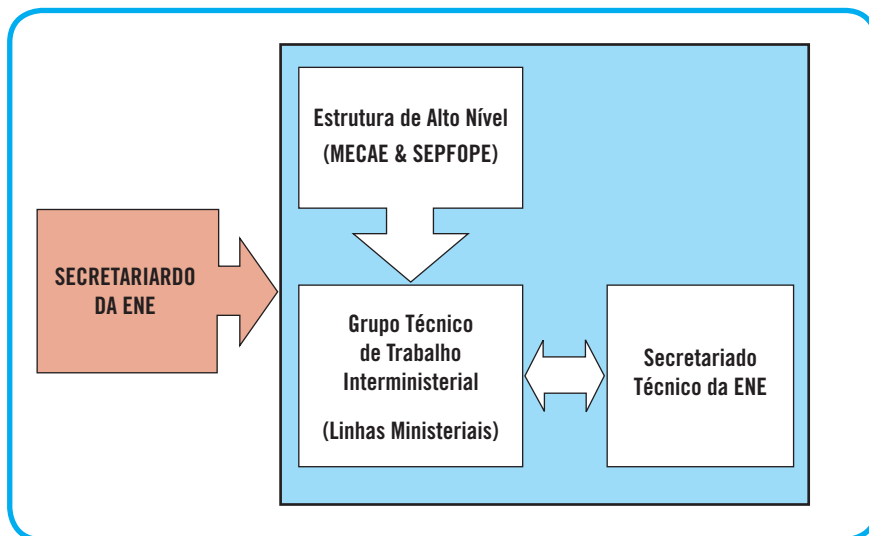 Estrutura de Alto Nível
(MECAE & SEPFOPE)
SECRETARIARDO
DA ENE
Grupo Técnico
de Trabalho
Interministerial
(Linhas Ministeriais)
Secretariado
Técnico da ENE